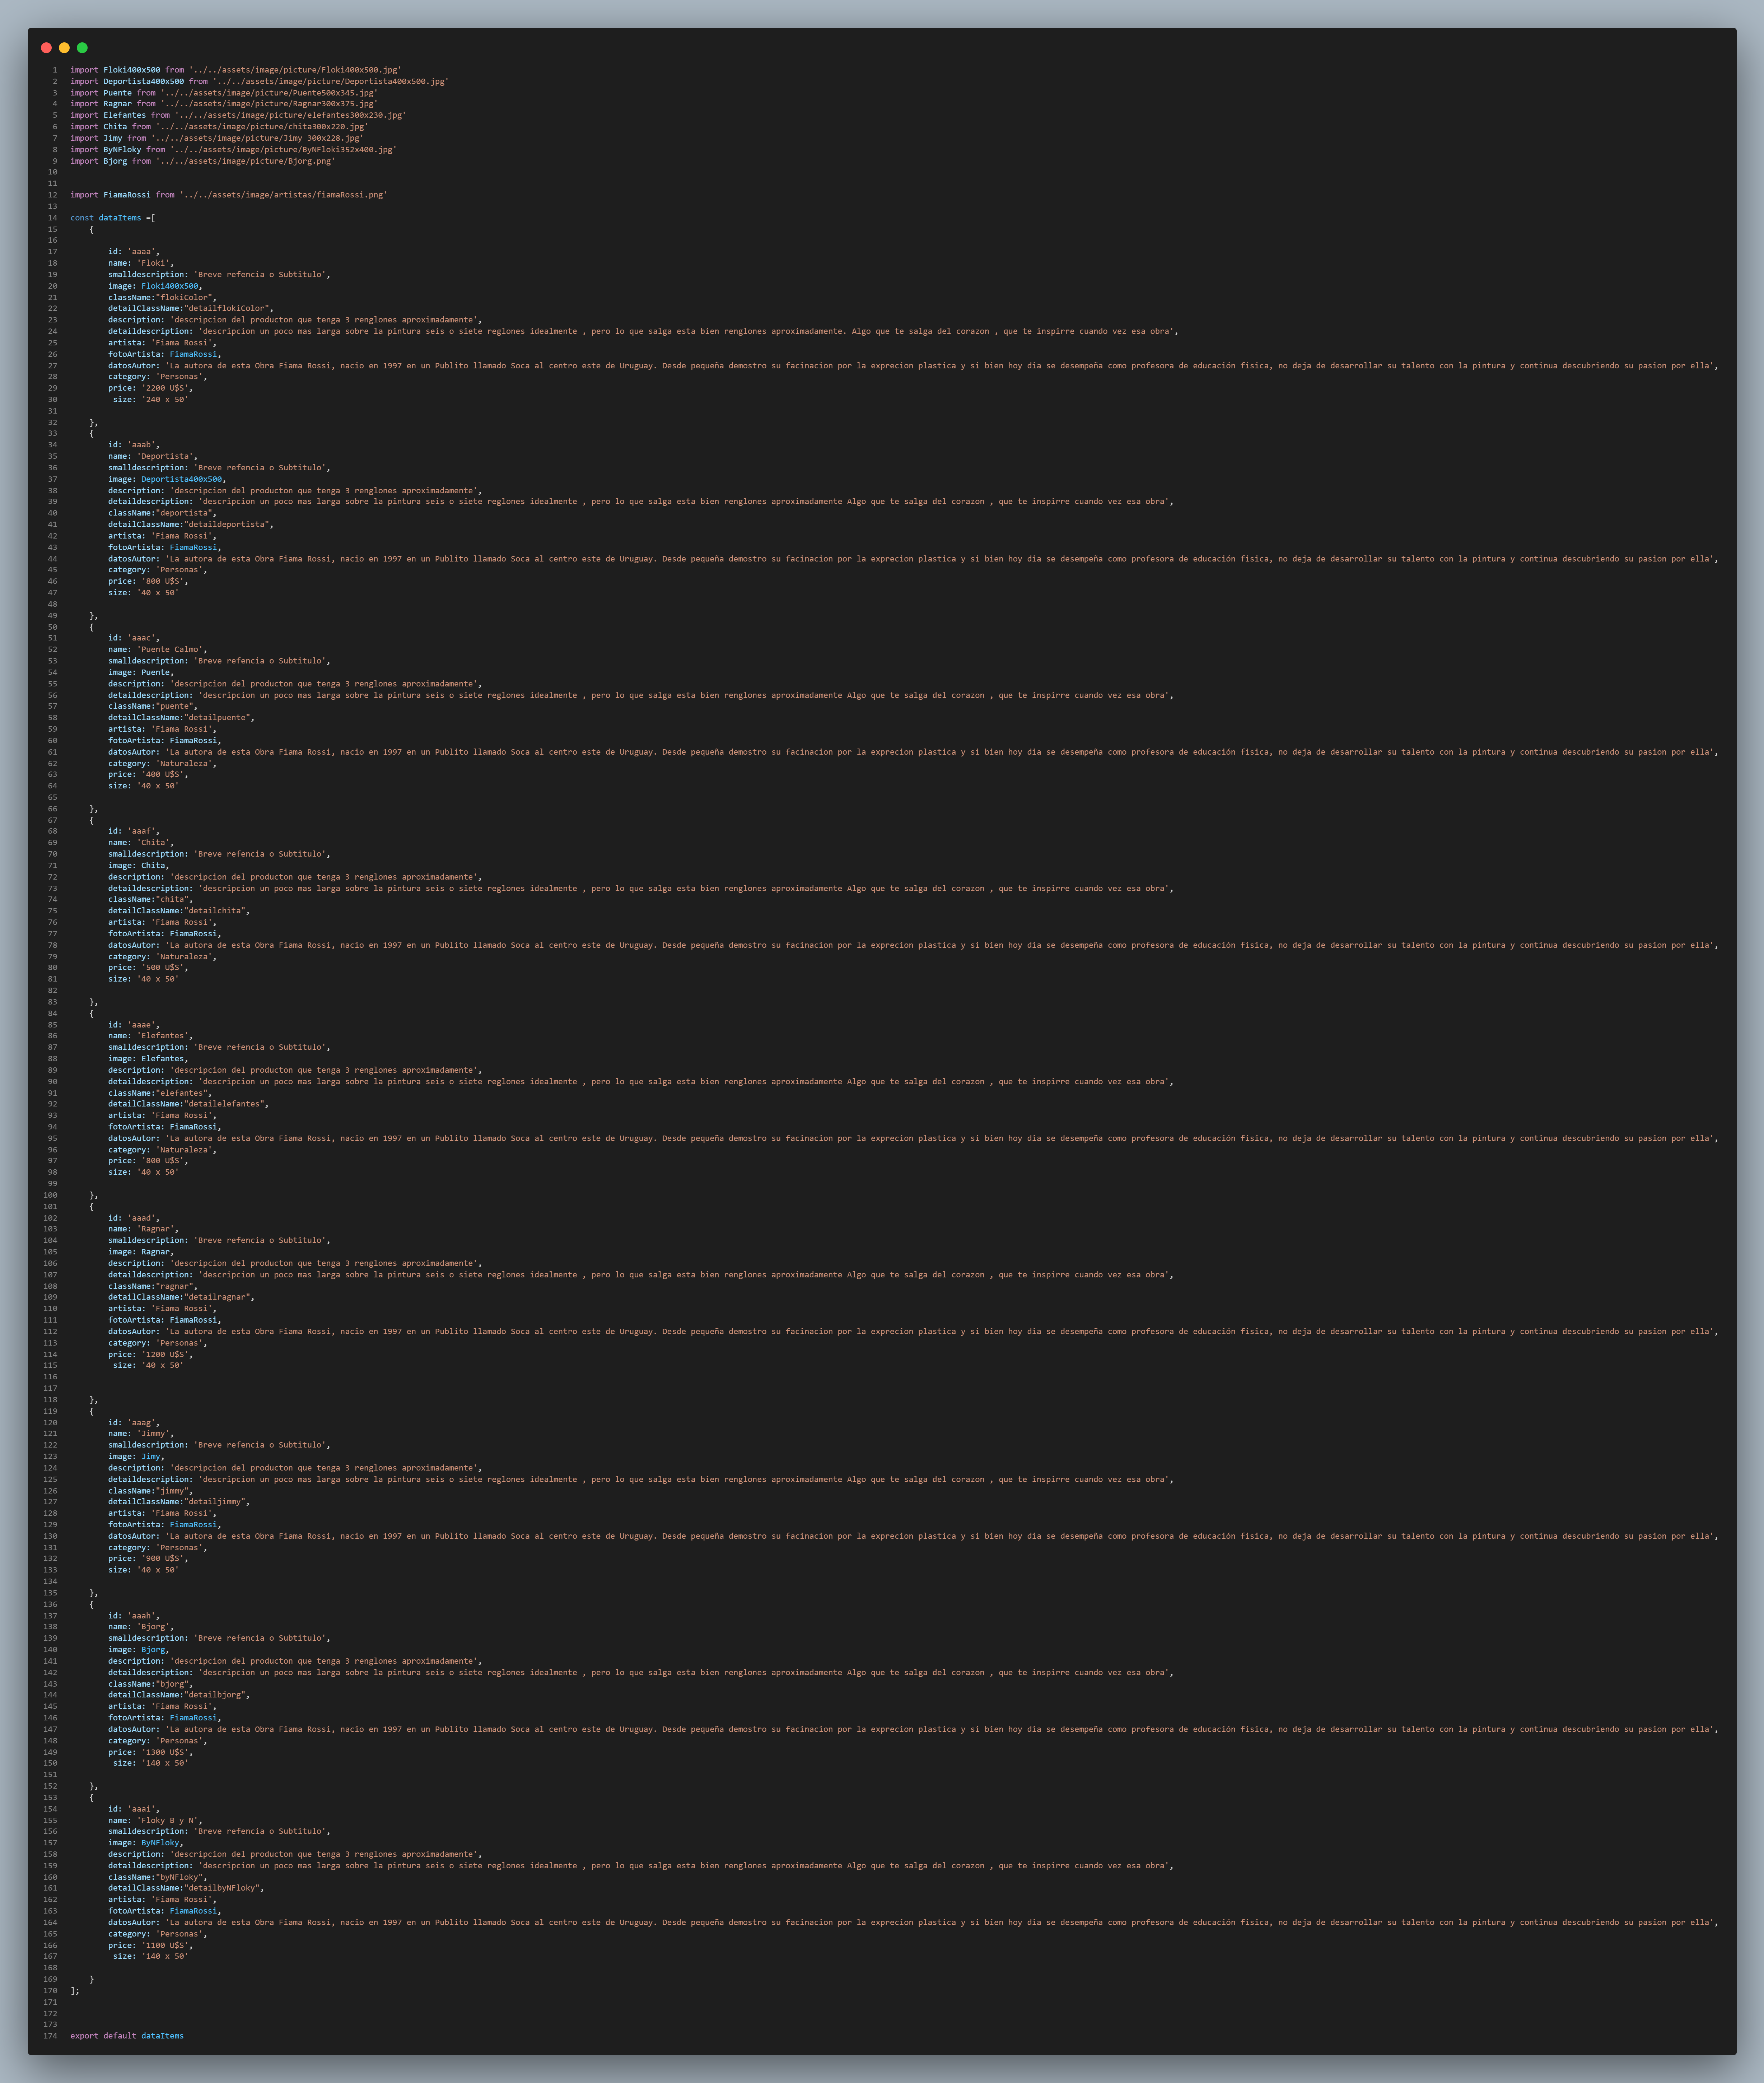 1 import Floki400x500 from '../../assets/image/picture/Floki400x500.jpg'
2 import Deportista400x500 from '../../assets/image/picture/Deportista400x500.jpg'
3 import Puente from '../../assets/image/picture/Puente500x345.jpg'
4 import Ragnar from '../../assets/image/picture/Ragnar300x375.jpg'
5 import Elefantes from '../../assets/image/picture/elefantes300x230.jpg'
6 import Chita from '../../assets/image/picture/chita300x220.jpg'
7 import Jimy from '../../assets/image/picture/Jimy 300x228.jpg'
8 import ByNFloky from '../../assets/image/picture/ByNFloki352x400.jpg'
9 import Bjorg from '../../assets/image/picture/Bjorg.png'
10
11
12 import FiamaRossi from '../../assets/image/artistas/fiamaRossi.png'
13
14 const dataItems =[
15 {
16
17 id: 'aaaa',
18 name: 'Floki',
19 smalldescription: 'Breve refencia o Subtitulo',
20 image: Floki400x500,
21 className:"flokiColor",
22 detailClassName:"detailflokiColor",
23 description: 'descripcion del producton que tenga 3 renglones aproximadamente',
24 detaildescription: 'descripcion un poco mas larga sobre la pintura seis o siete reglones idealmente , pero lo que salga esta bien renglones aproximadamente. Algo que te salga del corazon , que te inspirre cuando vez esa obra',
25 artista: 'Fiama Rossi',
26 fotoArtista: FiamaRossi,
27 datosAutor: 'La autora de esta Obra Fiama Rossi, nacio en 1997 en un Publito llamado Soca al centro este de Uruguay. Desde pequeña demostro su facinacion por la exprecion plastica y si bien hoy dia se desempeña como profesora de educación fisica, no deja de desarrollar su talento con la pintura y continua descubriendo su pasion por ella',
28 category: 'Personas',
29 price: '2200 U$S',
30 size: '240 x 50'
31
32 },
33 {
34 id: 'aaab',
35 name: 'Deportista',
36 smalldescription: 'Breve refencia o Subtitulo',
37 image: Deportista400x500,
38 description: 'descripcion del producton que tenga 3 renglones aproximadamente',
39 detaildescription: 'descripcion un poco mas larga sobre la pintura seis o siete reglones idealmente , pero lo que salga esta bien renglones aproximadamente Algo que te salga del corazon , que te inspirre cuando vez esa obra',
40 className:"deportista",
41 detailClassName:"detaildeportista",
42 artista: 'Fiama Rossi',
43 fotoArtista: FiamaRossi,
44 datosAutor: 'La autora de esta Obra Fiama Rossi, nacio en 1997 en un Publito llamado Soca al centro este de Uruguay. Desde pequeña demostro su facinacion por la exprecion plastica y si bien hoy dia se desempeña como profesora de educación fisica, no deja de desarrollar su talento con la pintura y continua descubriendo su pasion por ella',
45 category: 'Personas',
46 price: '800 U$S',
47 size: '40 x 50'
48
49 },
50 {
51 id: 'aaac',
52 name: 'Puente Calmo',
53 smalldescription: 'Breve refencia o Subtitulo',
54 image: Puente,
55 description: 'descripcion del producton que tenga 3 renglones aproximadamente',
56 detaildescription: 'descripcion un poco mas larga sobre la pintura seis o siete reglones idealmente , pero lo que salga esta bien renglones aproximadamente Algo que te salga del corazon , que te inspirre cuando vez esa obra',
57 className:"puente",
58 detailClassName:"detailpuente",
59 artista: 'Fiama Rossi',
60 fotoArtista: FiamaRossi,
61 datosAutor: 'La autora de esta Obra Fiama Rossi, nacio en 1997 en un Publito llamado Soca al centro este de Uruguay. Desde pequeña demostro su facinacion por la exprecion plastica y si bien hoy dia se desempeña como profesora de educación fisica, no deja de desarrollar su talento con la pintura y continua descubriendo su pasion por ella',
62 category: 'Naturaleza',
63 price: '400 U$S',
64 size: '40 x 50'
65
66 },
67 {
68 id: 'aaaf',
69 name: 'Chita',
70 smalldescription: 'Breve refencia o Subtitulo',
71 image: Chita,
72 description: 'descripcion del producton que tenga 3 renglones aproximadamente',
73 detaildescription: 'descripcion un poco mas larga sobre la pintura seis o siete reglones idealmente , pero lo que salga esta bien renglones aproximadamente Algo que te salga del corazon , que te inspirre cuando vez esa obra',
74 className:"chita",
75 detailClassName:"detailchita",
76 artista: 'Fiama Rossi',
77 fotoArtista: FiamaRossi,
78 datosAutor: 'La autora de esta Obra Fiama Rossi, nacio en 1997 en un Publito llamado Soca al centro este de Uruguay. Desde pequeña demostro su facinacion por la exprecion plastica y si bien hoy dia se desempeña como profesora de educación fisica, no deja de desarrollar su talento con la pintura y continua descubriendo su pasion por ella',
79 category: 'Naturaleza',
80 price: '500 U$S',
81 size: '40 x 50'
82
83 },
84 {
85 id: 'aaae',
86 name: 'Elefantes',
87 smalldescription: 'Breve refencia o Subtitulo',
88 image: Elefantes,
89 description: 'descripcion del producton que tenga 3 renglones aproximadamente',
90 detaildescription: 'descripcion un poco mas larga sobre la pintura seis o siete reglones idealmente , pero lo que salga esta bien renglones aproximadamente Algo que te salga del corazon , que te inspirre cuando vez esa obra',
91 className:"elefantes",
92 detailClassName:"detailelefantes",
93 artista: 'Fiama Rossi',
94 fotoArtista: FiamaRossi,
95 datosAutor: 'La autora de esta Obra Fiama Rossi, nacio en 1997 en un Publito llamado Soca al centro este de Uruguay. Desde pequeña demostro su facinacion por la exprecion plastica y si bien hoy dia se desempeña como profesora de educación fisica, no deja de desarrollar su talento con la pintura y continua descubriendo su pasion por ella',
96 category: 'Naturaleza',
97 price: '800 U$S',
98 size: '40 x 50'
99
100 },
101 {
102 id: 'aaad',
103 name: 'Ragnar',
104 smalldescription: 'Breve refencia o Subtitulo',
105 image: Ragnar,
106 description: 'descripcion del producton que tenga 3 renglones aproximadamente',
107 detaildescription: 'descripcion un poco mas larga sobre la pintura seis o siete reglones idealmente , pero lo que salga esta bien renglones aproximadamente Algo que te salga del corazon , que te inspirre cuando vez esa obra',
108 className:"ragnar",
109 detailClassName:"detailragnar",
110 artista: 'Fiama Rossi',
111 fotoArtista: FiamaRossi,
112 datosAutor: 'La autora de esta Obra Fiama Rossi, nacio en 1997 en un Publito llamado Soca al centro este de Uruguay. Desde pequeña demostro su facinacion por la exprecion plastica y si bien hoy dia se desempeña como profesora de educación fisica, no deja de desarrollar su talento con la pintura y continua descubriendo su pasion por ella',
113 category: 'Personas',
114 price: '1200 U$S',
115 size: '40 x 50'
116
117
118 },
119 {
120 id: 'aaag',
121 name: 'Jimmy',
122 smalldescription: 'Breve refencia o Subtitulo',
123 image: Jimy,
124 description: 'descripcion del producton que tenga 3 renglones aproximadamente',
125 detaildescription: 'descripcion un poco mas larga sobre la pintura seis o siete reglones idealmente , pero lo que salga esta bien renglones aproximadamente Algo que te salga del corazon , que te inspirre cuando vez esa obra',
126 className:"jimmy",
127 detailClassName:"detailjimmy",
128 artista: 'Fiama Rossi',
129 fotoArtista: FiamaRossi,
130 datosAutor: 'La autora de esta Obra Fiama Rossi, nacio en 1997 en un Publito llamado Soca al centro este de Uruguay. Desde pequeña demostro su facinacion por la exprecion plastica y si bien hoy dia se desempeña como profesora de educación fisica, no deja de desarrollar su talento con la pintura y continua descubriendo su pasion por ella',
131 category: 'Personas',
132 price: '900 U$S',
133 size: '40 x 50'
134
135 },
136 {
137 id: 'aaah',
138 name: 'Bjorg',
139 smalldescription: 'Breve refencia o Subtitulo',
140 image: Bjorg,
141 description: 'descripcion del producton que tenga 3 renglones aproximadamente',
142 detaildescription: 'descripcion un poco mas larga sobre la pintura seis o siete reglones idealmente , pero lo que salga esta bien renglones aproximadamente Algo que te salga del corazon , que te inspirre cuando vez esa obra',
143 className:"bjorg",
144 detailClassName:"detailbjorg",
145 artista: 'Fiama Rossi',
146 fotoArtista: FiamaRossi,
147 datosAutor: 'La autora de esta Obra Fiama Rossi, nacio en 1997 en un Publito llamado Soca al centro este de Uruguay. Desde pequeña demostro su facinacion por la exprecion plastica y si bien hoy dia se desempeña como profesora de educación fisica, no deja de desarrollar su talento con la pintura y continua descubriendo su pasion por ella',
148 category: 'Personas',
149 price: '1300 U$S',
150 size: '140 x 50'
151
152 },
153 {
154 id: 'aaai',
155 name: 'Floky B y N',
156 smalldescription: 'Breve refencia o Subtitulo',
157 image: ByNFloky,
158 description: 'descripcion del producton que tenga 3 renglones aproximadamente',
159 detaildescription: 'descripcion un poco mas larga sobre la pintura seis o siete reglones idealmente , pero lo que salga esta bien renglones aproximadamente Algo que te salga del corazon , que te inspirre cuando vez esa obra',
160 className:"byNFloky",
161 detailClassName:"detailbyNFloky",
162 artista: 'Fiama Rossi',
163 fotoArtista: FiamaRossi,
164 datosAutor: 'La autora de esta Obra Fiama Rossi, nacio en 1997 en un Publito llamado Soca al centro este de Uruguay. Desde pequeña demostro su facinacion por la exprecion plastica y si bien hoy dia se desempeña como profesora de educación fisica, no deja de desarrollar su talento con la pintura y continua descubriendo su pasion por ella',
165 category: 'Personas',
166 price: '1100 U$S',
167 size: '140 x 50'
168
169 }
170 ];
171
172
173
174 export default dataItems